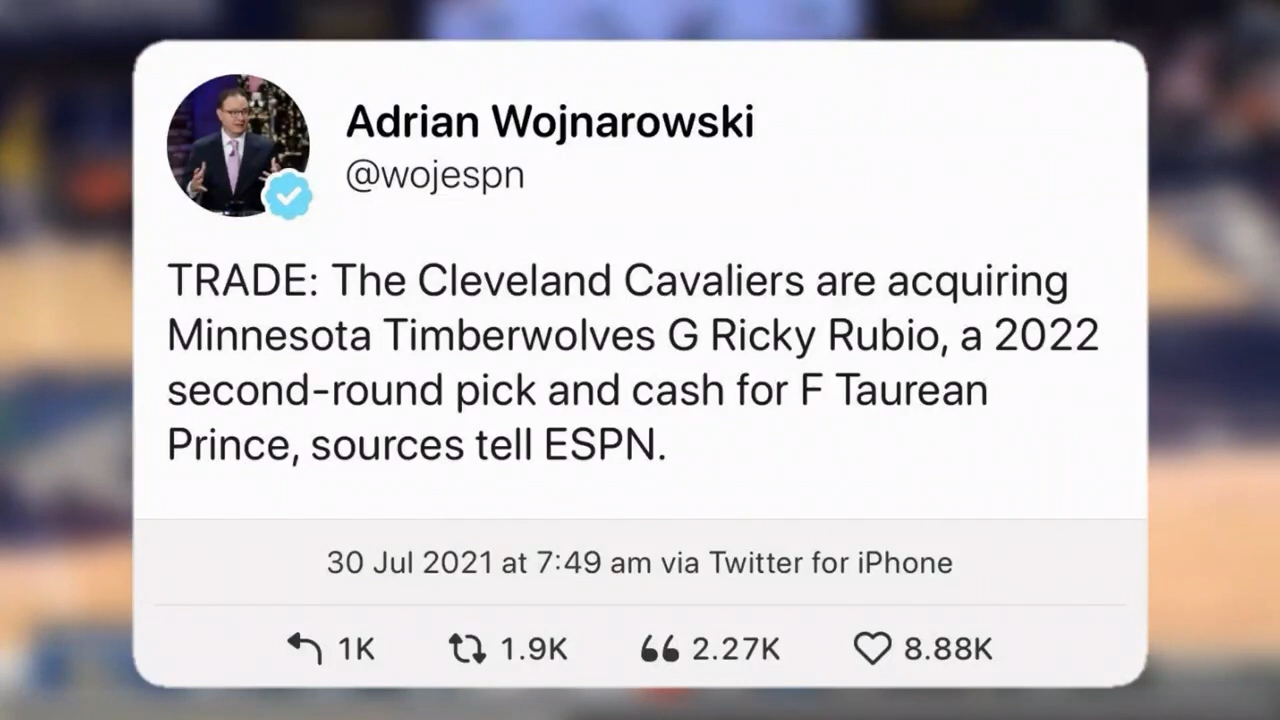 Adrian Wojnarowski
@wojespn
TRADE: The Cleveland Cavaliers are acquiring
Minnesota Timberwolves G Ricky Rubio, a 2022
second-round pick and cash for F Taurean
Prince, sources tell ESPN.
30 Jul 2021 at 7:49 am via Twitter for iPhone
1K 1.9K 2.27K 8.88K